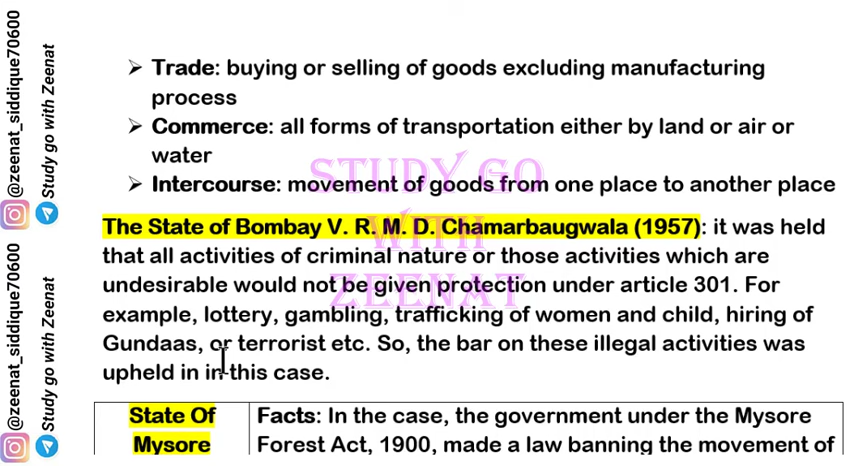 @zeenat_siddique70600
Study go with Zeenat
@zeenat_siddique70600
Study go with Zeenat
➢ Trade: buying or selling of goods excluding manufacturing
process
➢ Commerce: all forms of transportation either by land or air or
water
➢ Intercourse: movement of goods from one place to another place
The State of Bombay V. R. M. D. Chamarbaugwala (1957): it was held
that all activities of criminal nature or those activities which are
undesirable would not be given protection under article 301. For
example, lottery, gambling, trafficking of women and child, hiring of
Gundaas, or terrorist etc. So, the bar on these illegal activities was
upheld in in this case.
State Of
Mysore
Facts: In the case, the government under the Mysore
Forest Act, 1900, made a law banning the movement of
STUDY GO
WITH
ZEENAT